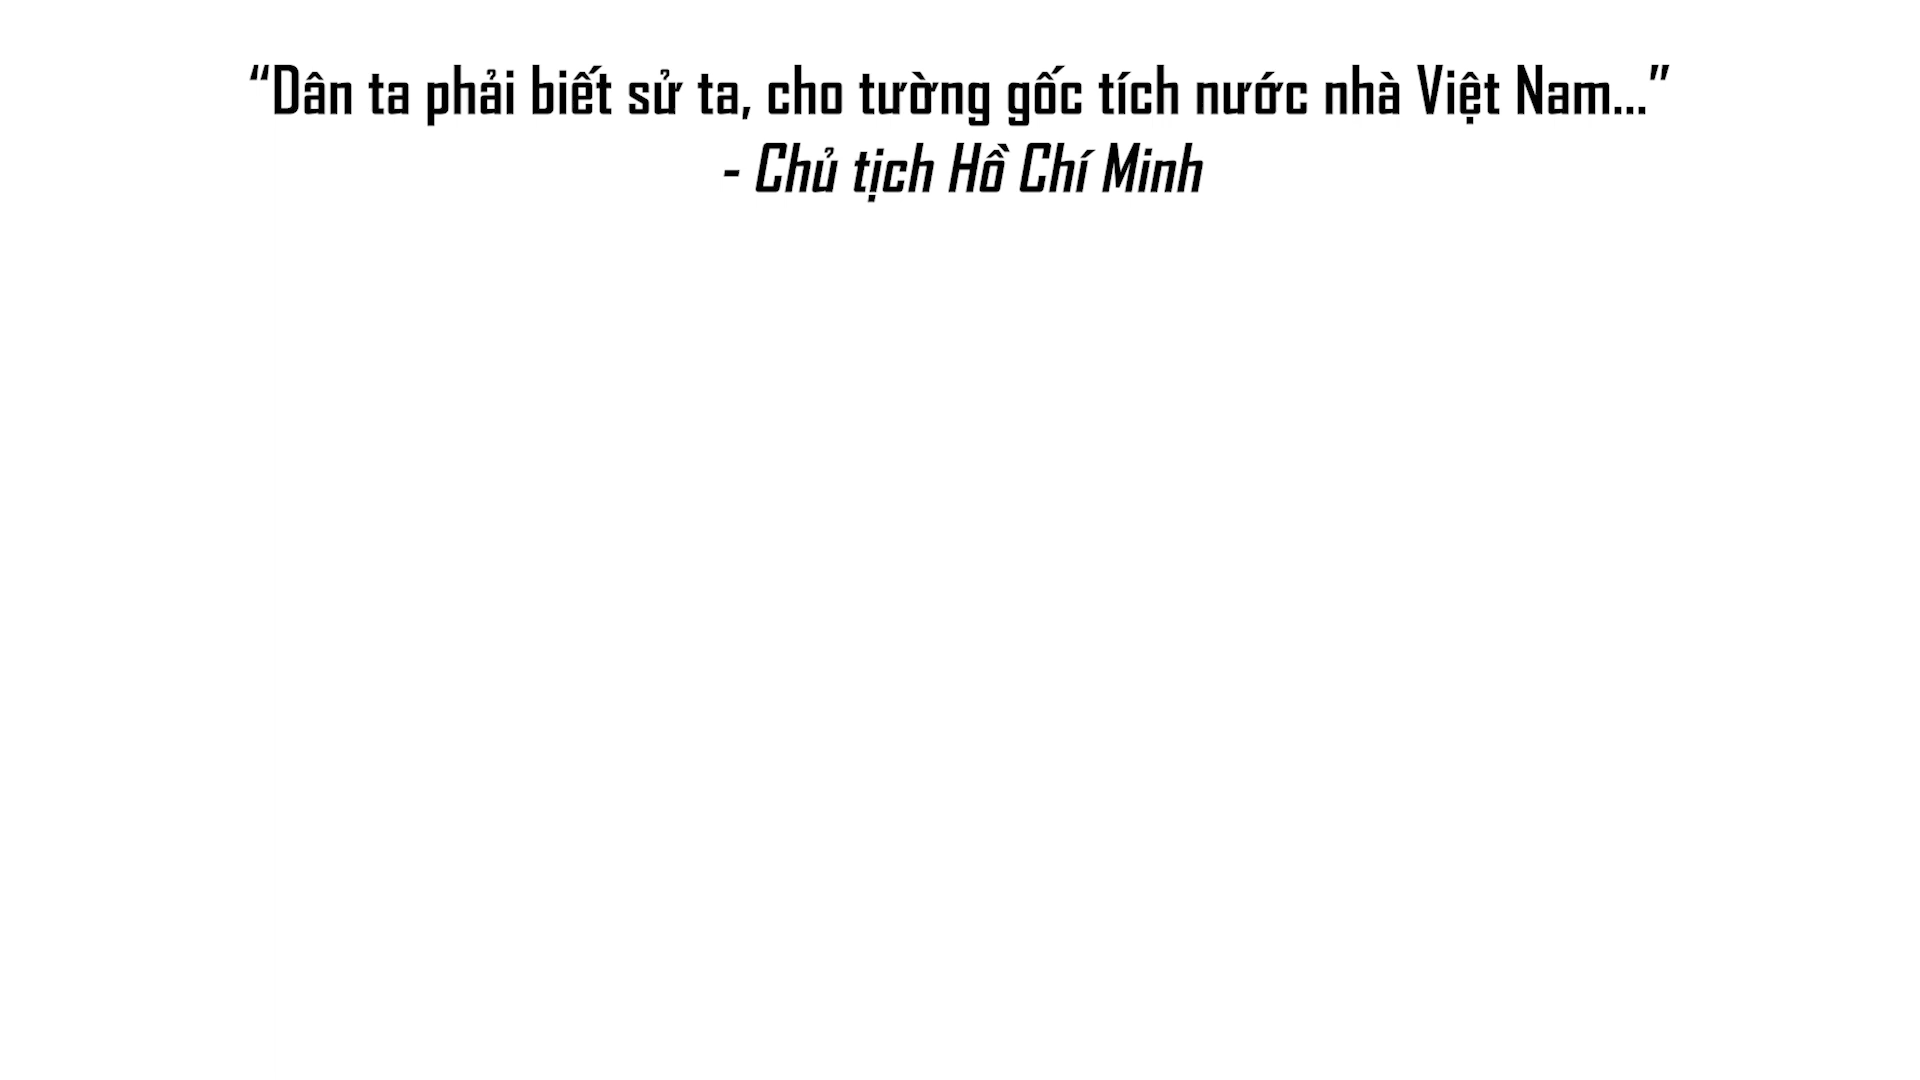 “Dân ta phải biết sử ta, cho tường gốc tích nước nhà Việt Nam...”
- Chủ tịch Hồ Chí Minh